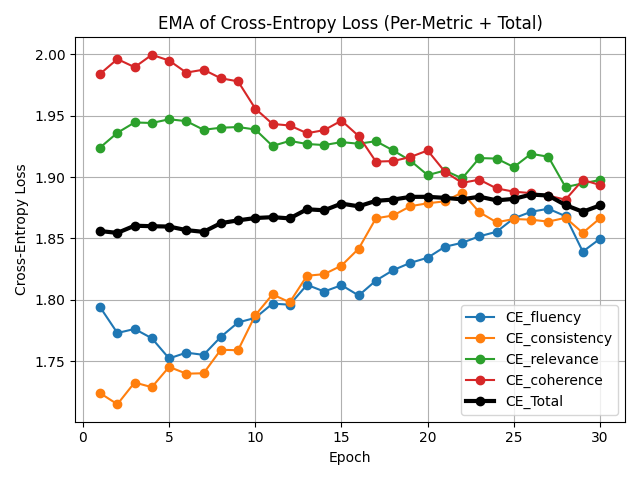 EMA of Cross-Entropy Loss (Per-Metric + Total)
Cross-Entropy Loss
2.00
1.95
1.90
1.85
1.80
1.75
0 5 10 15 20 25 30
Epoch
CE_fluency
CE_consistency
CE_relevance
CE_coherence
CE_Total